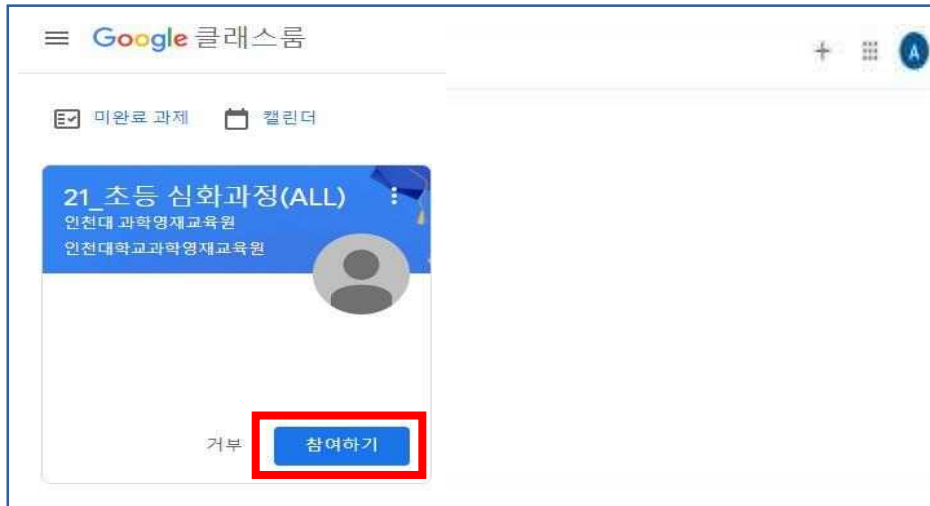 Google 클래스룸
A
미완료 과제 캘린더
21_초등 심화과정(ALL)
인천대 과학영재교육원
인천대학교과학영재교육원
거부 참여하기